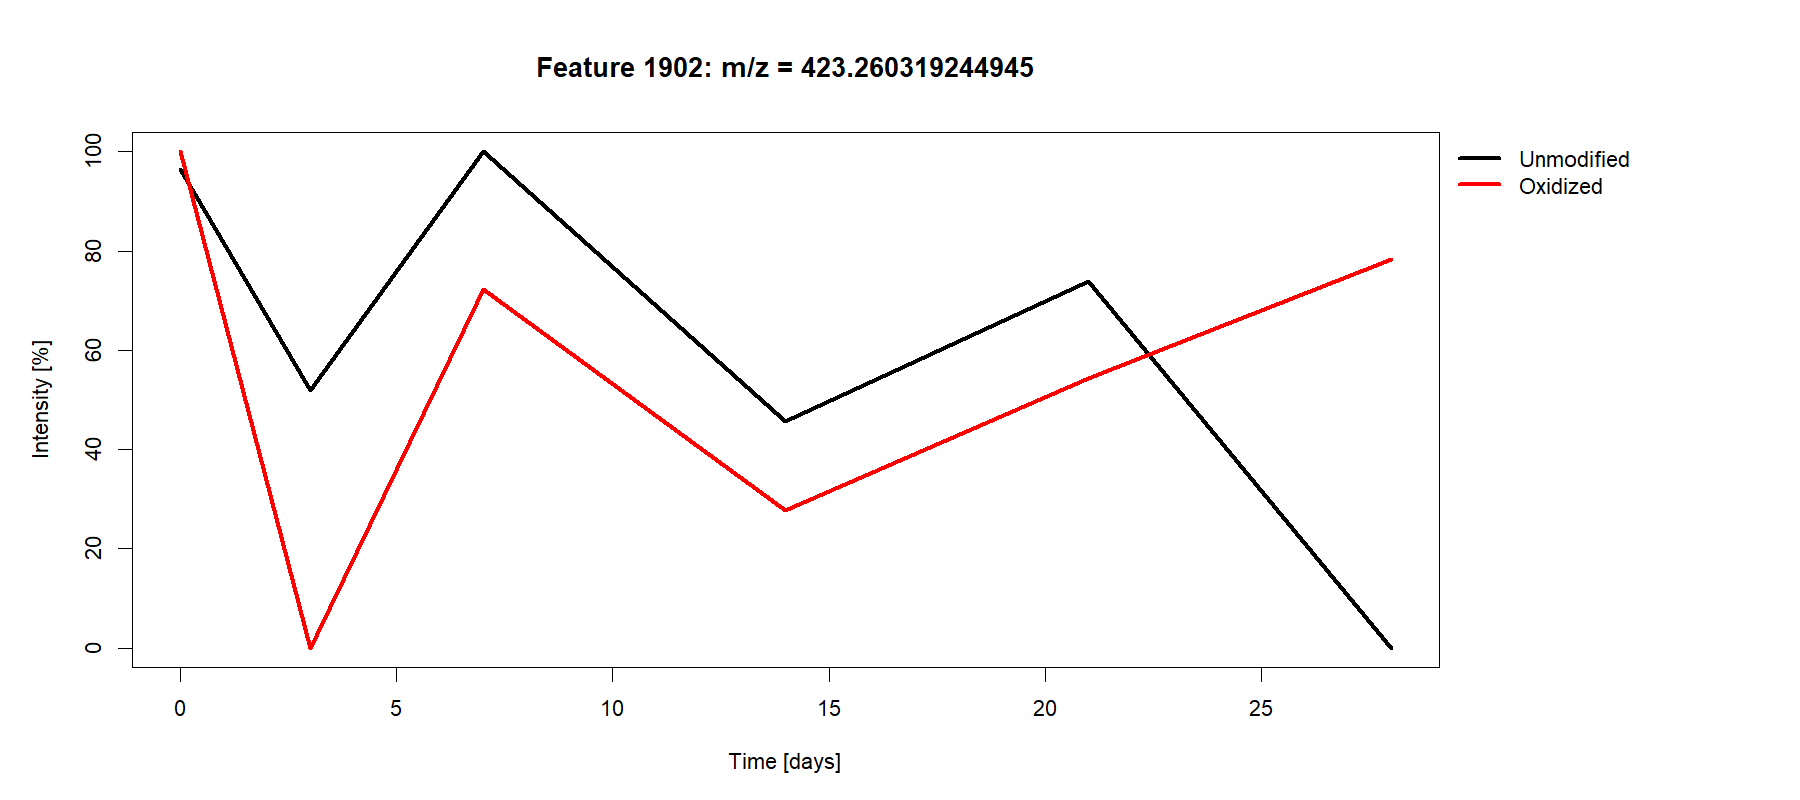 Feature 1902: m/z = 423.260319244945
Unmodified
Oxidized
Intensity [%]
100
80
60
40
20
0
0 5 10 15 20 25
Time [days]